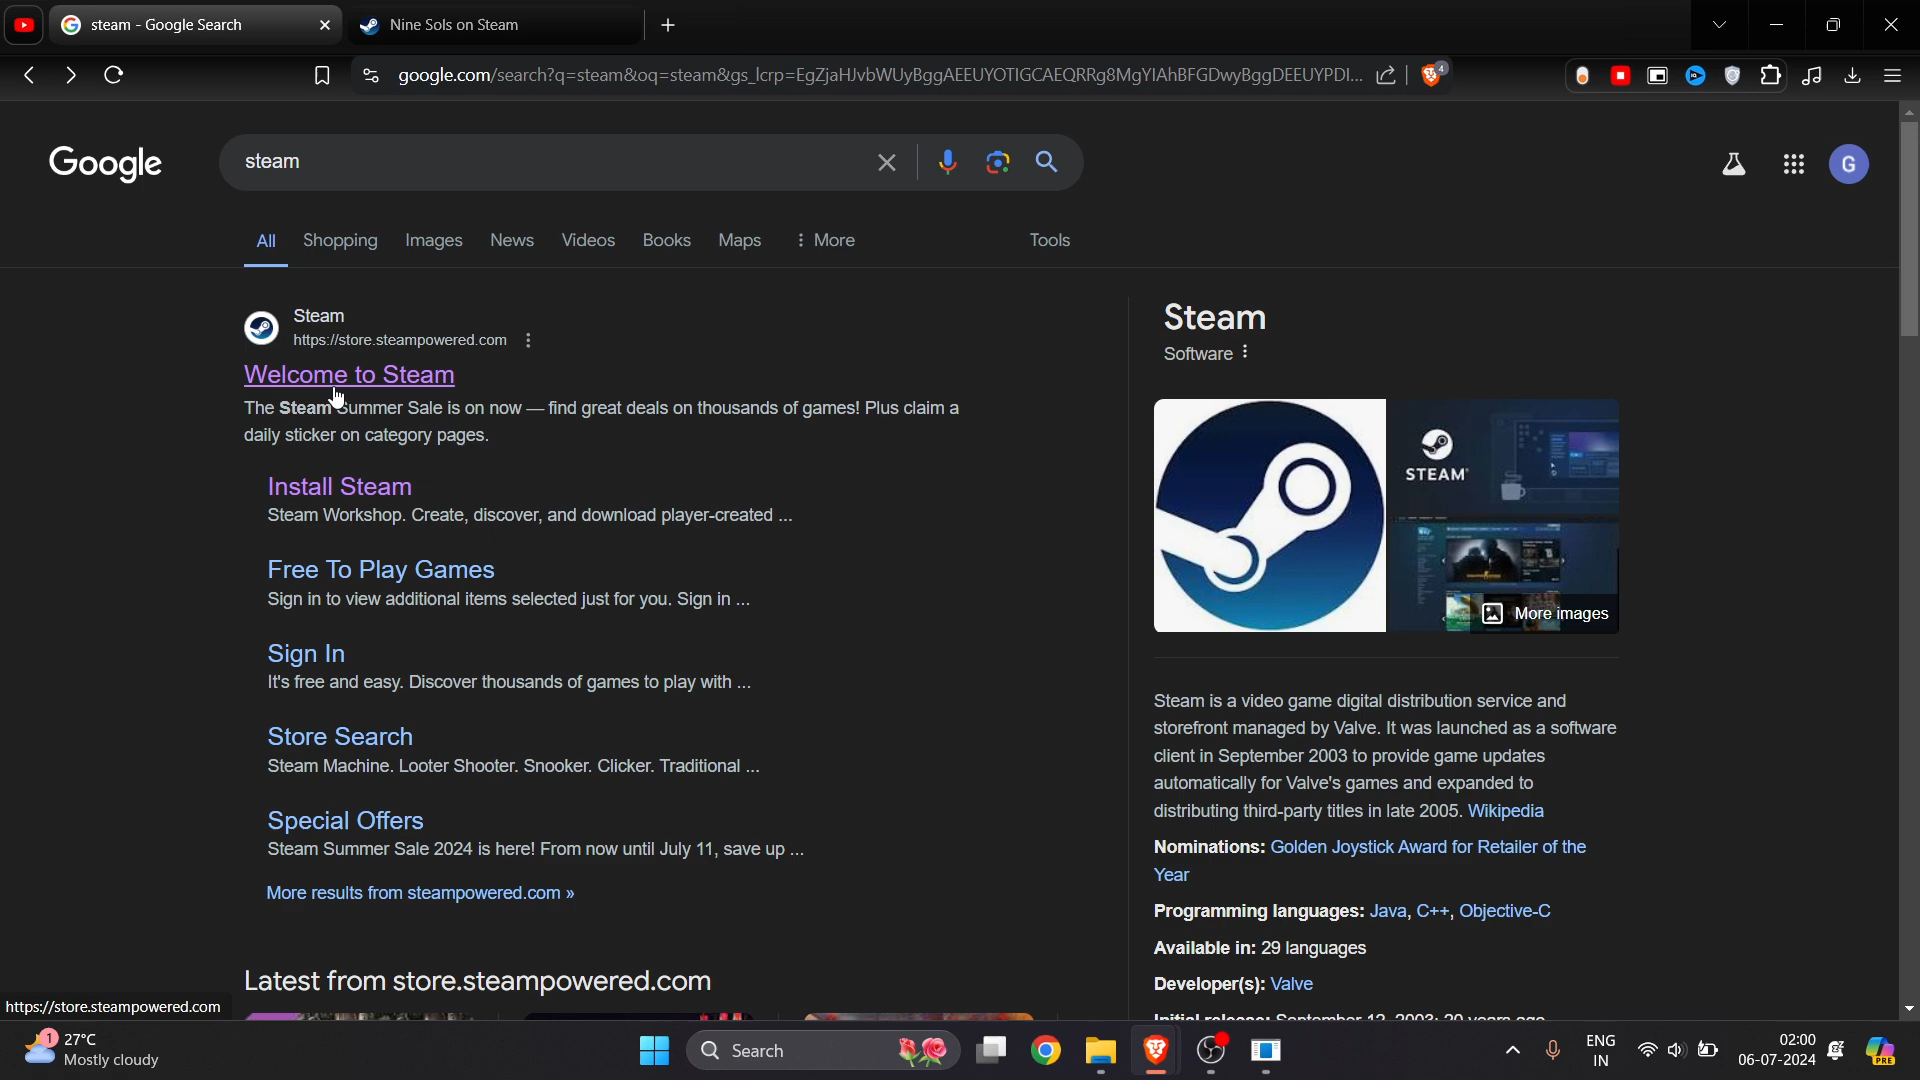 steam - Google Search
Nine Sols on Steam
google.com/search?q=steam&oq=steam&gs_lcrp=EgZjaHJvbWUyBggAEEUYOTIGCAEQRRg8MgYIAhBFGDwyBggDEEUYPDI...
4
Google
steam
G
All
Shopping
Images
News
Videos
Books
Maps
More
Tools
Steam
https://store.steampowered.com
Welcome to Steam
The Steam Summer Sale is on now — find great deals on thousands of games! Plus claim a
daily sticker on category pages.
Install Steam
Steam Workshop. Create, discover, and download player-created ...
Free To Play Games
Sign in to view additional items selected just for you. Sign in ...
Sign In
It's free and easy. Discover thousands of games to play with ...
Store Search
Steam Machine. Looter Shooter. Snooker. Clicker. Traditional ...
Special Offers
Steam Summer Sale 2024 is here! From now until July 11, save up ...
More results from steampowered.com »
Latest from store.steampowered.com
Steam
Software
STEAM
More images
Steam is a video game digital distribution service and
storefront managed by Valve. It was launched as a software
client in September 2003 to provide game updates
automatically for Valve's games and expanded to
distributing third-party titles in late 2005. Wikipedia
Nominations: Golden Joystick Award for Retailer of the
Year
Programming languages: Java, C++, Objective-C
Available in: 29 languages
Developer(s): Valve
Initial release: September 12, 2003; 20 years ago
https://store.steampowered.com
1
27°C
Mostly cloudy
Search
ENG
IN
02:00
06-07-2024
PRE